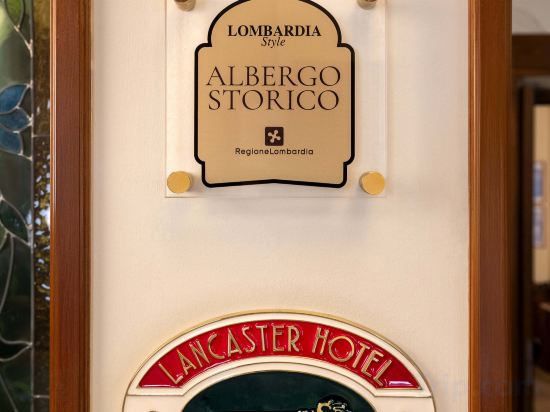 LOMBARDIA
Style
ALBERGO
STORICO
RegioneLombardia
LANCASTER HOTEL